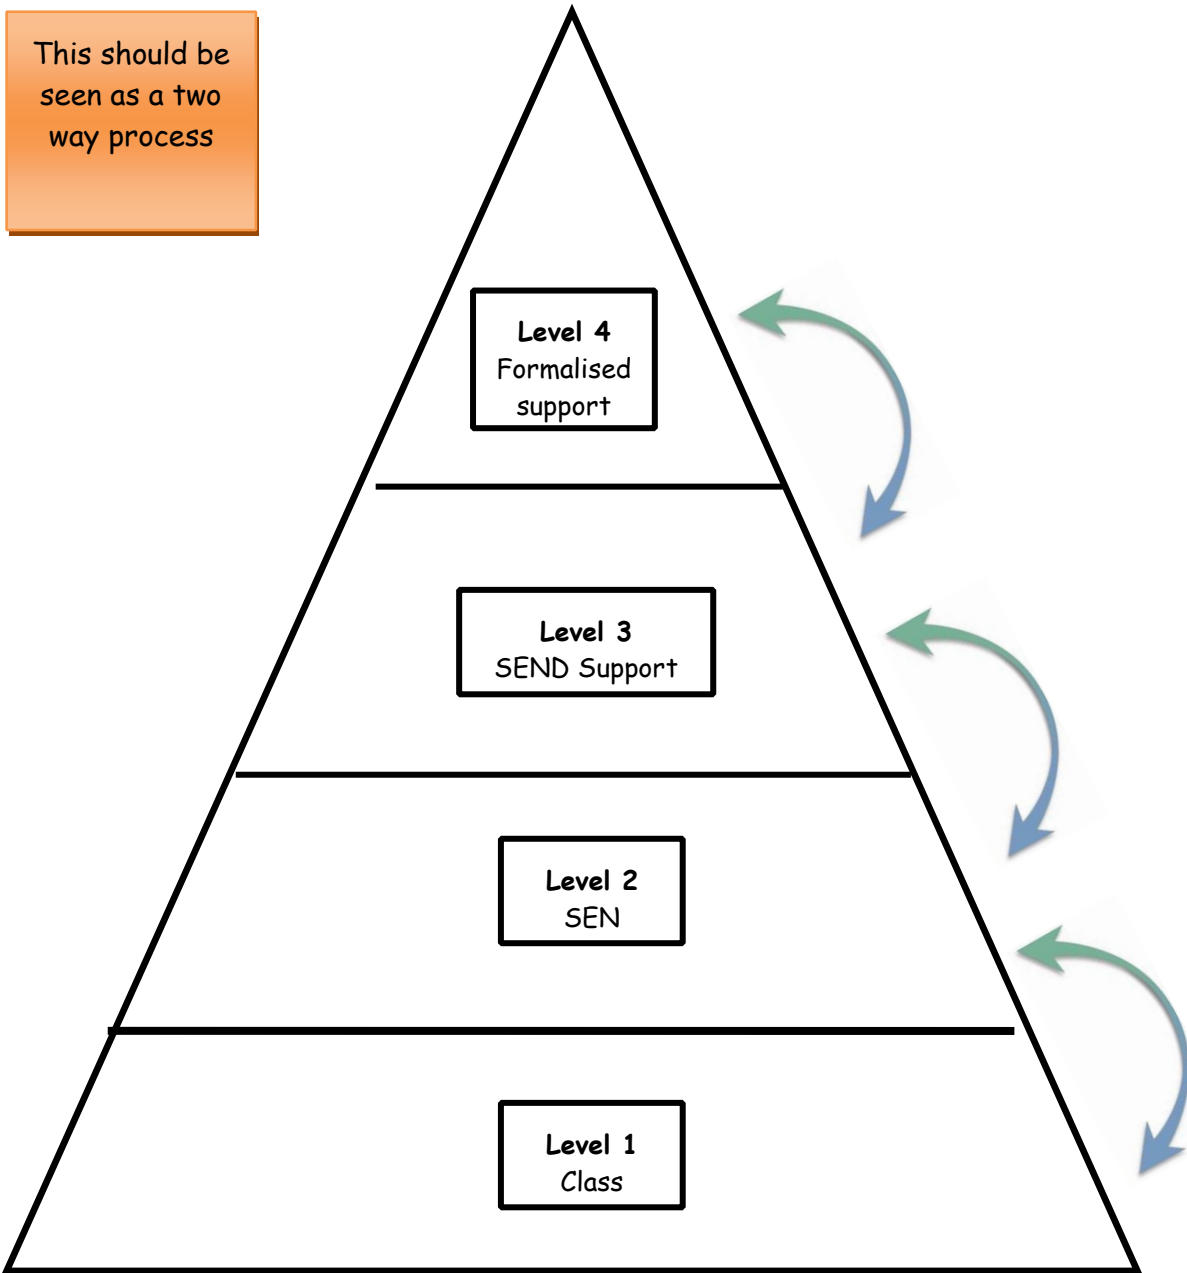 This should be
seen as a two
way process
Level 4
Formalised
support
Level 3
SEND Support
Level 2
SEN
Level 1
Class